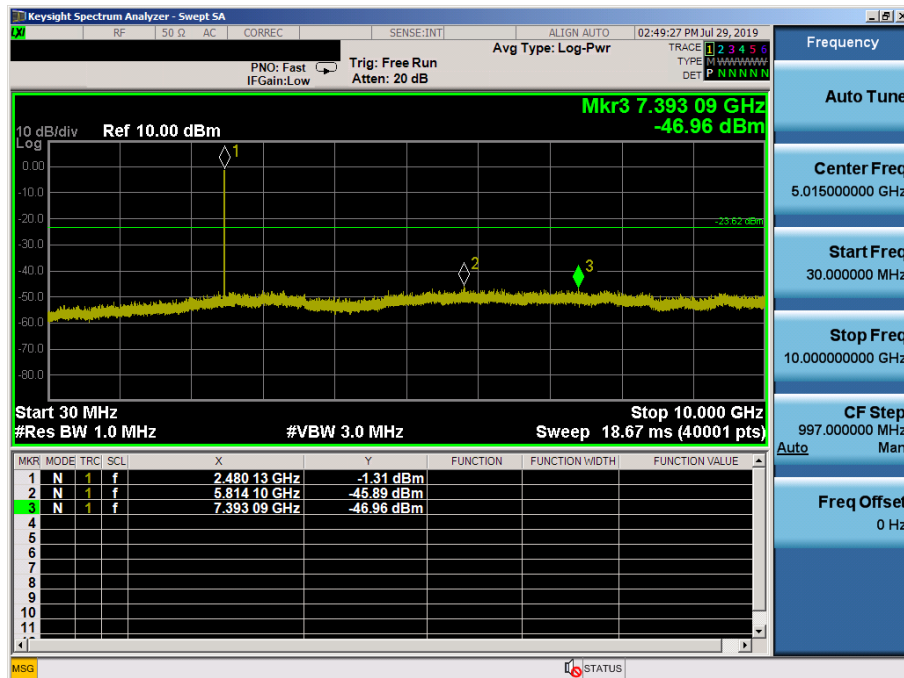 Keysight Spectrum Analyzer - Swept SA
LXI RF 50 Ω AC CORREC SENSE:INT ALIGN AUTO 02:49:27 PM Jul 29, 2019
Avg Type: Log-Pwr
TRACE 1 2 3 4 5 6
PNO: Fast Trig: Free Run TYPE M WWWWW
IFGain:Low Atten: 20 dB DET P N N N N N
Mkr3 7.393 09 GHz
-46.96 dBm
10 dB/div Ref 10.00 dBm
Log
0.00
-10.0
-20.0
-30.0
-40.0
-50.0
-60.0
-70.0
-80.0
1
2
3
-23.62 dBm
Start 30 MHz Stop 10.000 GHz
#Res BW 1.0 MHz #VBW 3.0 MHz Sweep 18.67 ms (40001 pts)
MKR MODE TRC SCL X Y FUNCTION FUNCTION WIDTH FUNCTION VALUE
1 N 1 f 2.480 13 GHz -1.31 dBm
2 N 1 f 5.814 10 GHz -45.89 dBm
3 N 1 f 7.393 09 GHz -46.96 dBm
4
5
6
7
8
9
10
11
MSG STATUS
Frequency
Auto Tune
Center Freq
5.015000000 GHz
Start Freq
30.000000 MHz
Stop Freq
10.000000000 GHz
CF Step
997.000000 MHz
Auto Man
Freq Offset
0 Hz